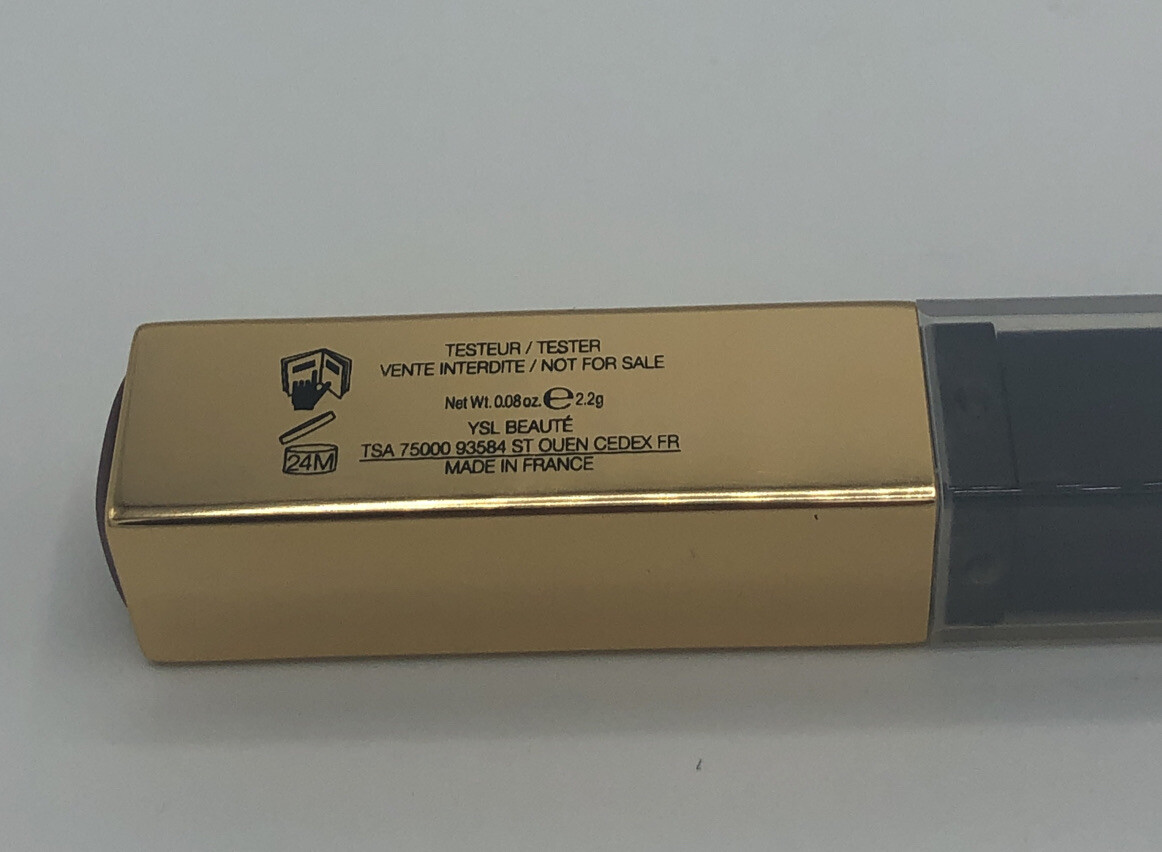 TESTEUR / TESTER
VENTE INTERDITE / NOT FOR SALE
Net Wt. 0.08 oz. ℮ 2.2g
YSL BEAUTÉ
TSA 75000 93584 ST OUEN CEDEX FR
MADE IN FRANCE
24M